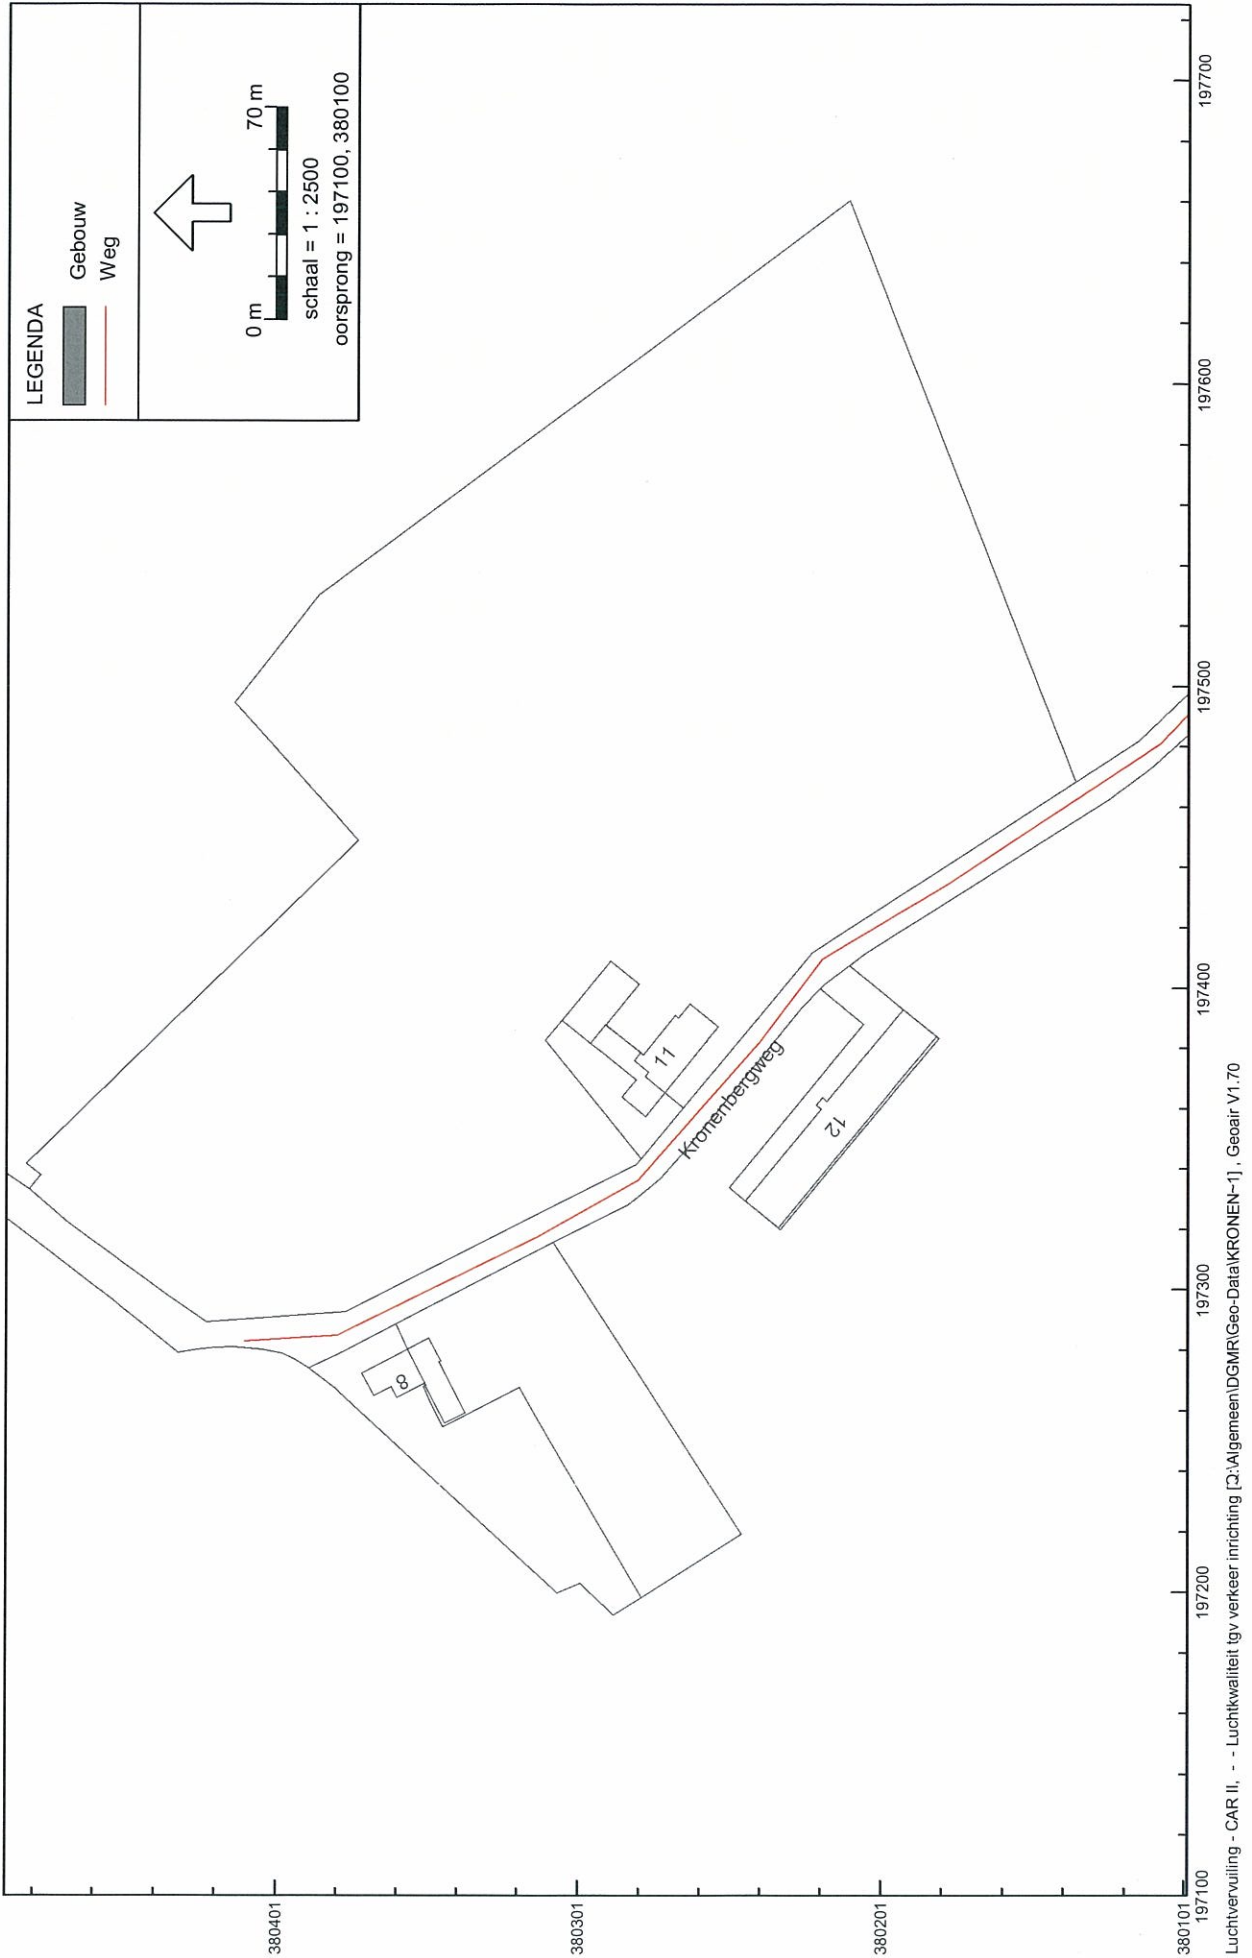 LEGENDA
Gebouw
Weg
0 m
70 m
schaal = 1 : 2500
oorsprong = 197100, 380100
8
11
Kronenbergweg
12
380401
380301
380201
380101
197100
197200
197300
197400
197500
197600
197700
Luchtvervuiling - CAR II, - - Luchtkwaliteit tgv verkeer inrichting [Q:\Algemeen\DGMR\Geo-Data\KRONEN~1] , Geoair V1.70